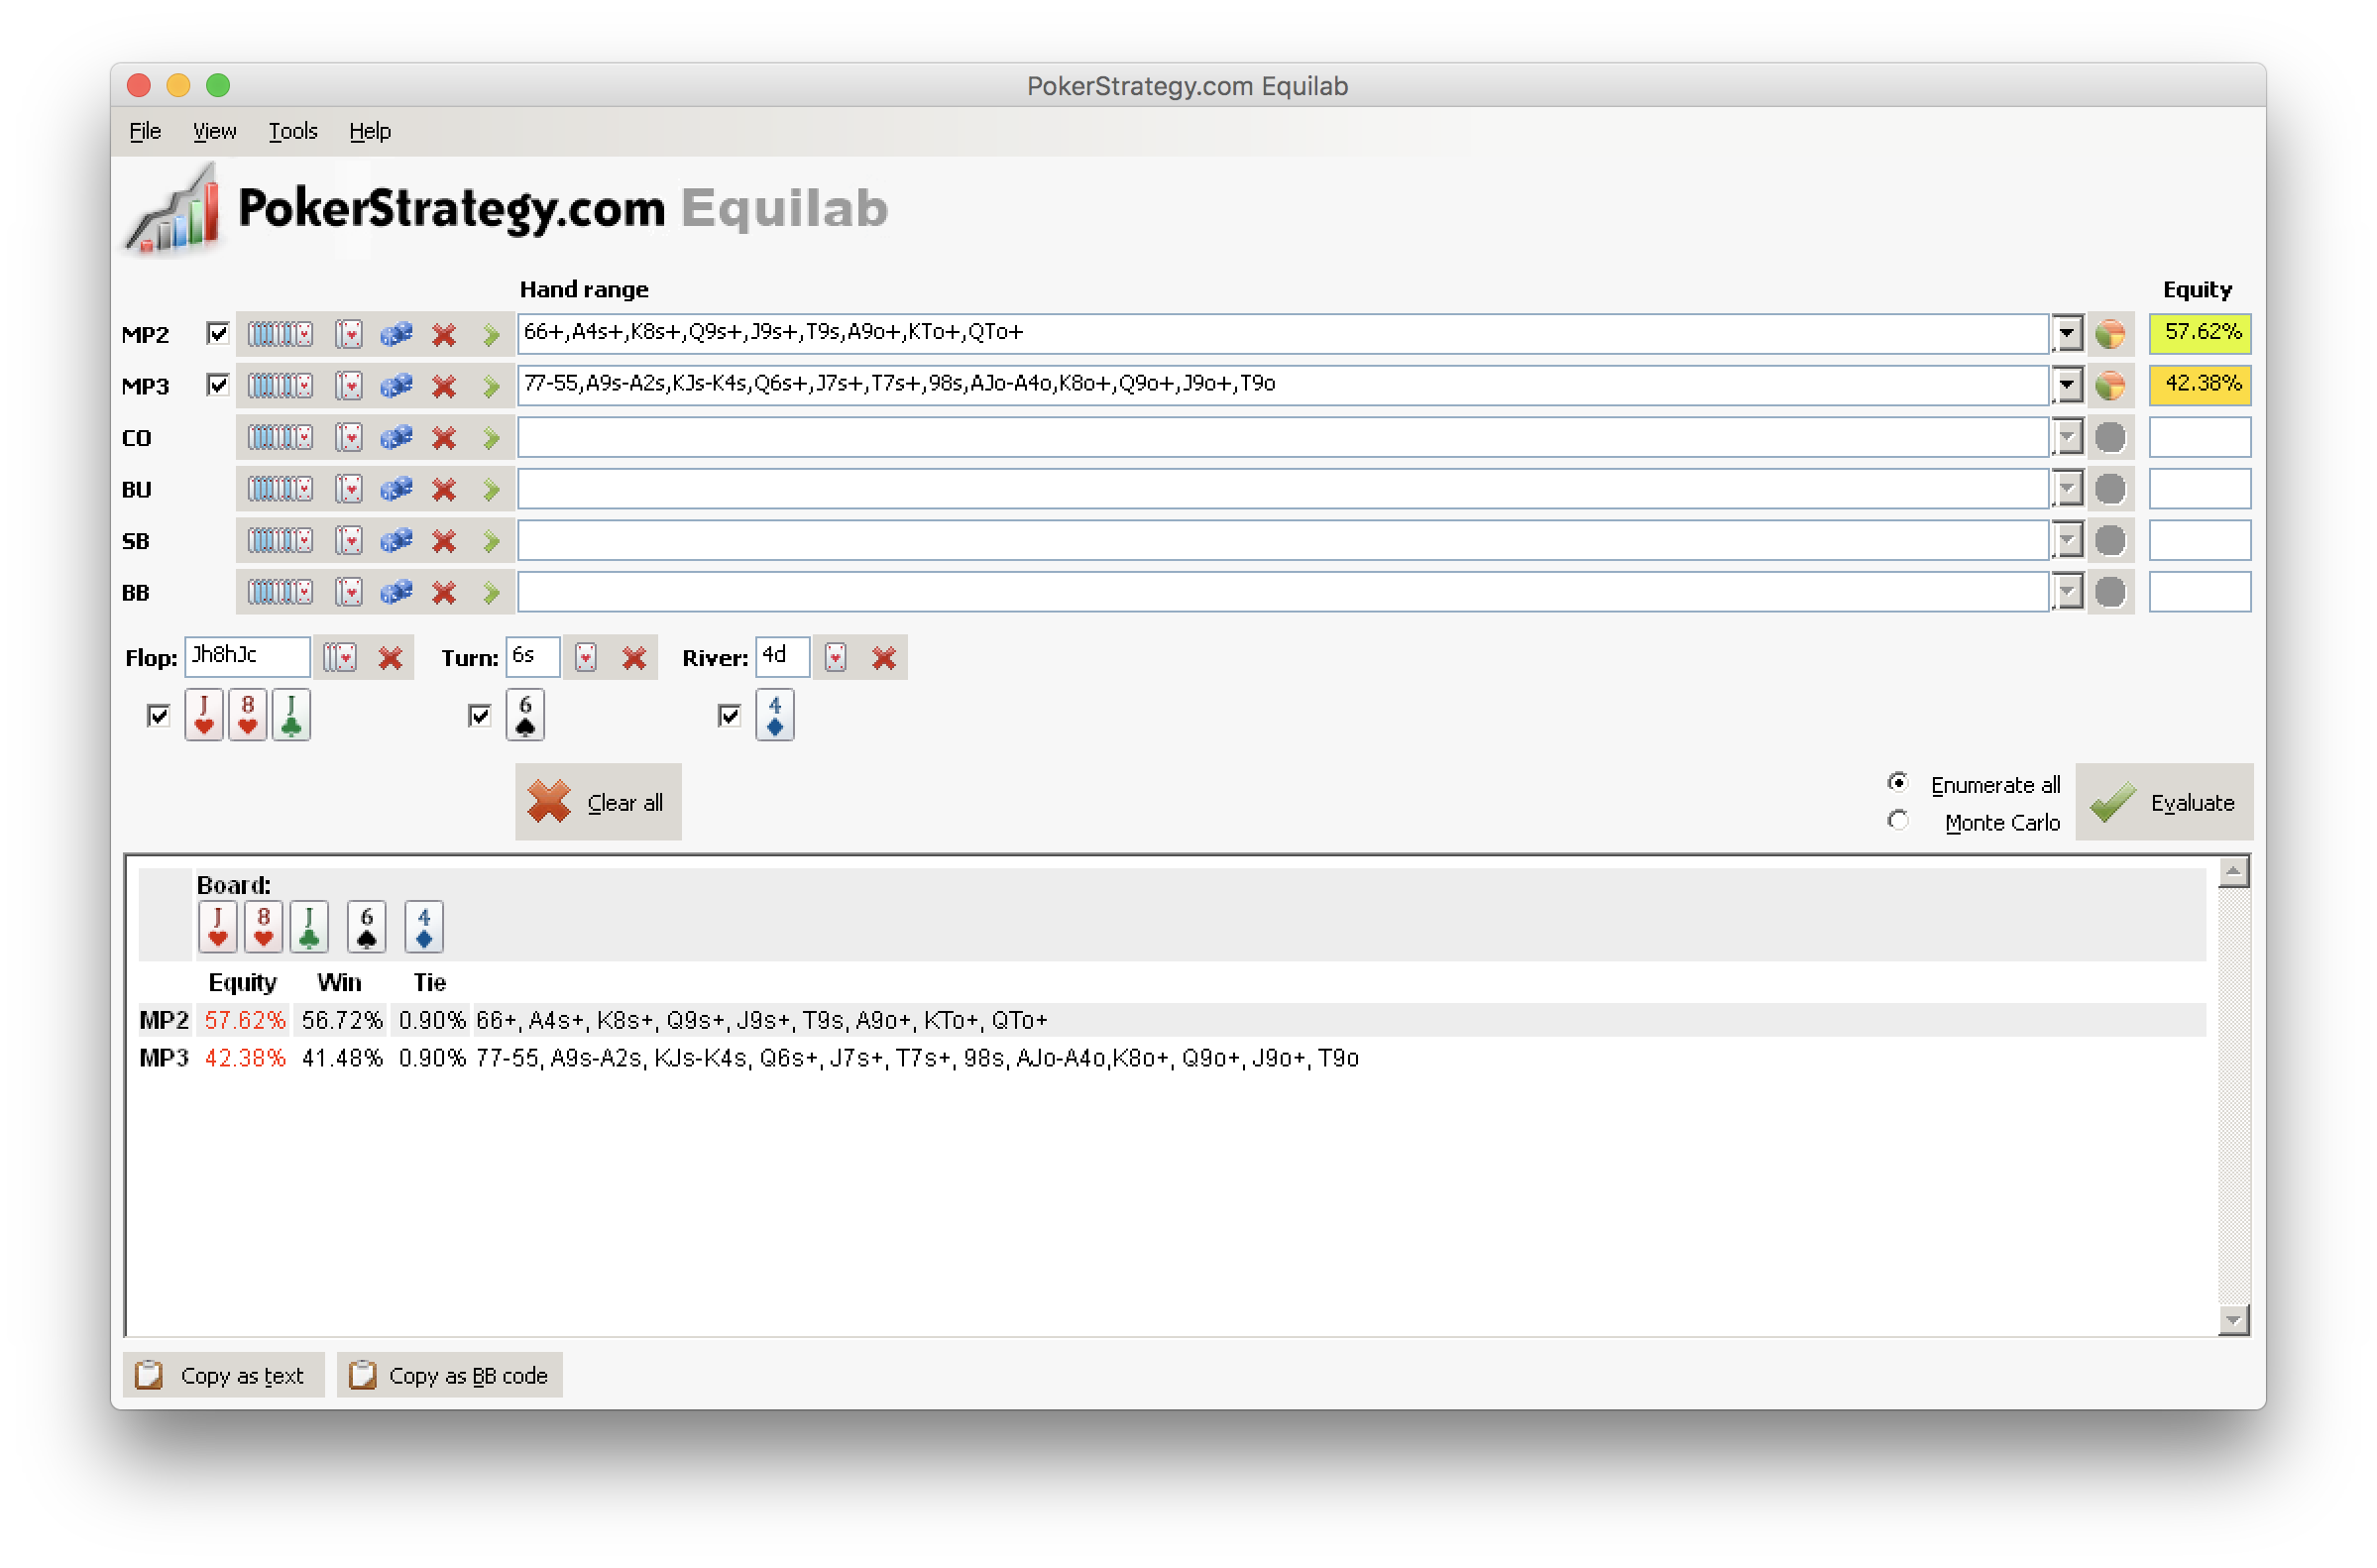 PokerStrategy.com Equilab
File View Tools Help
PokerStrategy.com Equilab
Hand range Equity
MP2 66+,A4s+,K8s+,Q9s+,J9s+,T9s,A9o+,KTo+,QTo+ 57.62%
MP3 77-55,A9s-A2s,KJs-K4s,Q6s+,J7s+,T7s+,98s,AJo-A4o,K8o+,Q9o+,J9o+,T9o 42.38%
CO
BU
SB
BB
Flop: Jh8hJc Turn: 6s River: 4d
J 8 J 6 4
Clear all Enumerate all Evaluate
Monte Carlo
Board:
J 8 J 6 4
Equity Win Tie
MP2 57.62% 56.72% 0.90% 66+, A4s+, K8s+, Q9s+, J9s+, T9s, A9o+, KTo+, QTo+
MP3 42.38% 41.48% 0.90% 77-55, A9s-A2s, KJs-K4s, Q6s+, J7s+, T7s+, 98s, AJo-A4o,K8o+, Q9o+, J9o+, T9o
Copy as text Copy as BB code